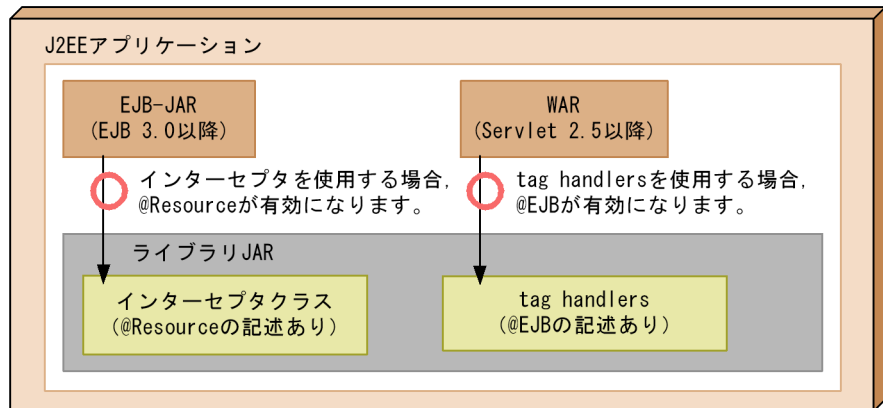 J2EEアプリケーション
EJB-JAR
(EJB 3.0以降)
WAR
(Servlet 2.5以降)
インターセプタを使用する場合,
@Resourceが有効になります。
tag handlersを使用する場合,
@EJBが有効になります。
ライブラリJAR
インターセプタクラス
(@Resourceの記述あり)
tag handlers
(@EJBの記述あり)